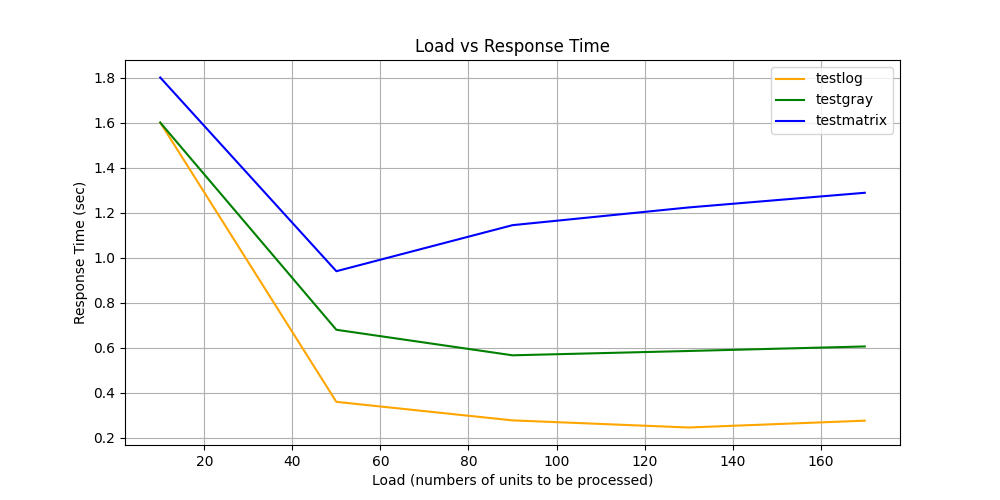 Load vs Response Time
testlog
testgray
testmatrix
Response Time (sec)
1.8
1.6
1.4
1.2
1.0
0.8
0.6
0.4
0.2
20 40 60 80 100 120 140 160
Load (numbers of units to be processed)